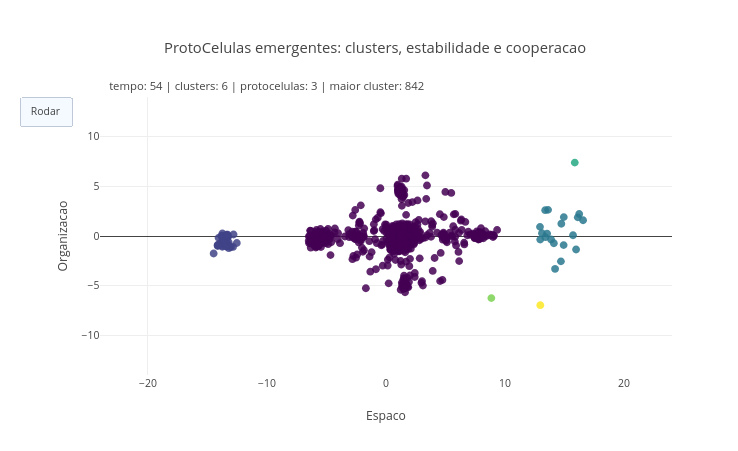 ProtoCelulas emergentes: clusters, estabilidade e cooperacao
tempo: 54 | clusters: 6 | protocelulas: 3 | maior cluster: 842
Rodar
10
5
0
−5
−10
Organizacao
−20
−10
0
10
20
Espaco